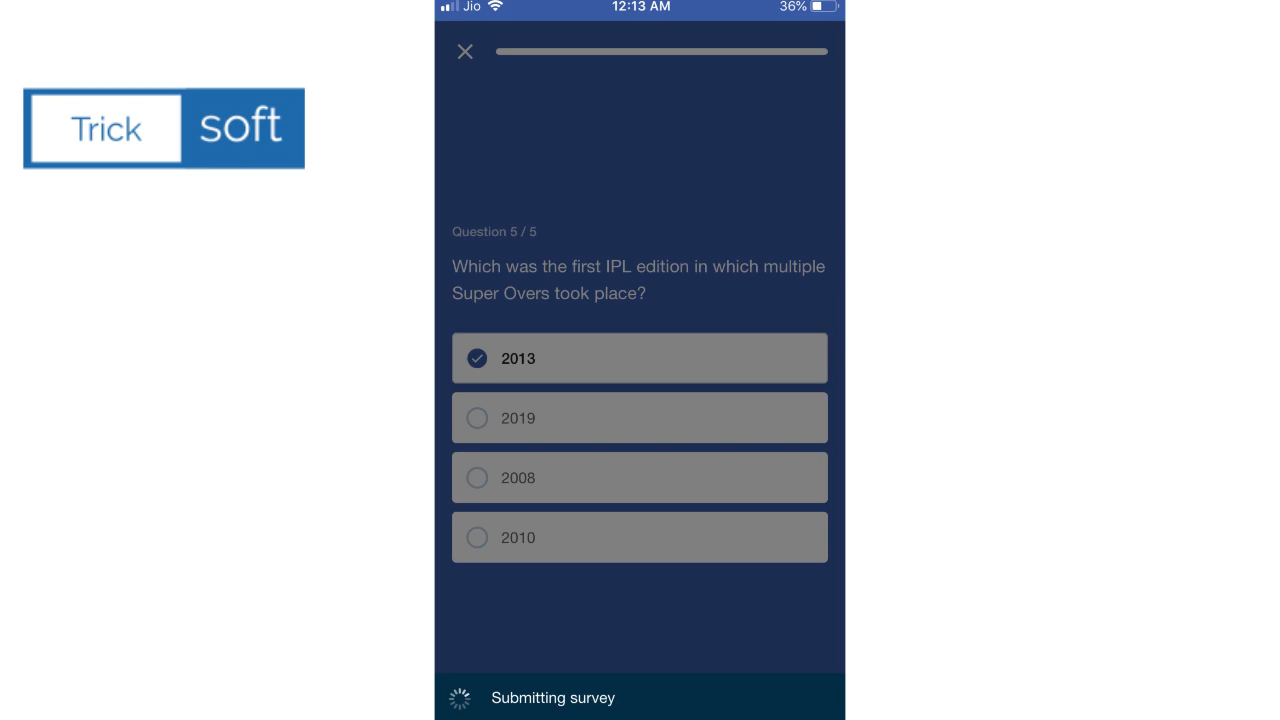 Jio
12:13 AM
36%
Trick soft
Question 5 / 5
Which was the first IPL edition in which multiple
Super Overs took place?
2013
2019
2008
2010
Submitting survey